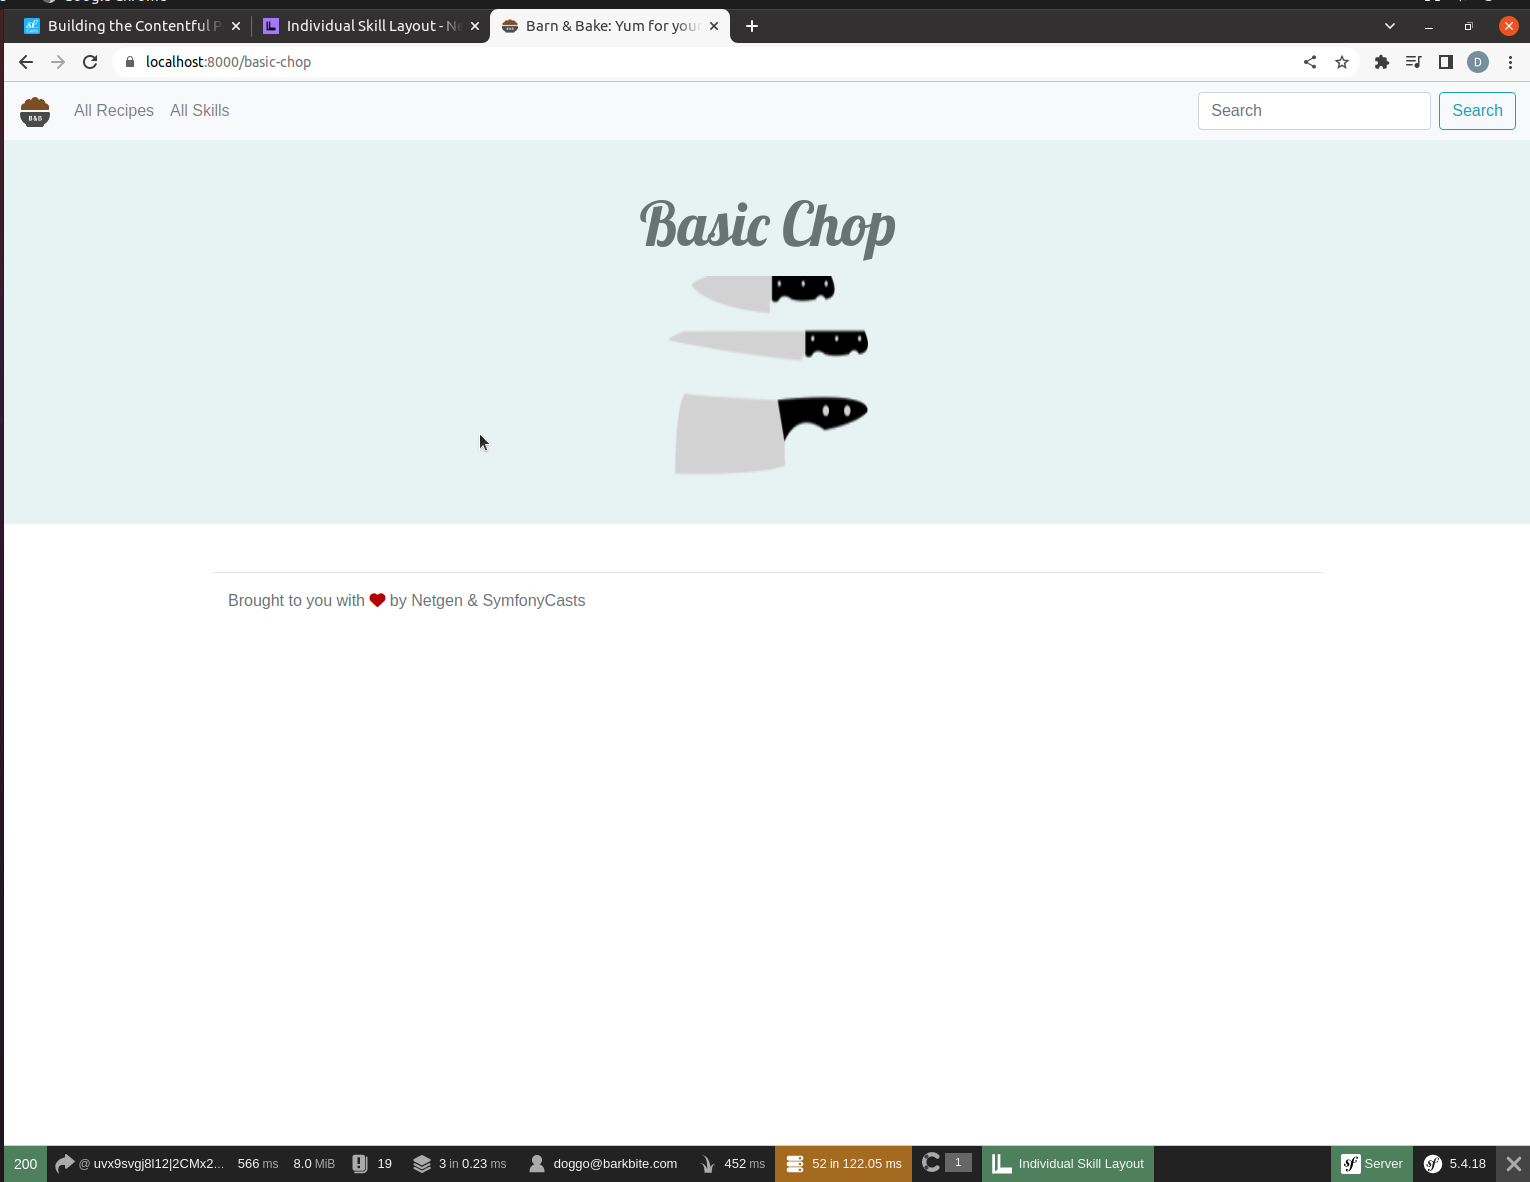 Building the Contentful P
Individual Skill Layout - Ne
Barn & Bake: Yum for your
localhost:8000/basic-chop
D
B&B
All Recipes
All Skills
Search
Search
Basic Chop
Brought to you with by Netgen & SymfonyCasts
200
@ uvx9svgj8l12|2CMx2...
566 ms
8.0 MiB
19
3 in 0.23 ms
doggo@barkbite.com
452 ms
52 in 122.05 ms
1
Individual Skill Layout
Server
5.4.18